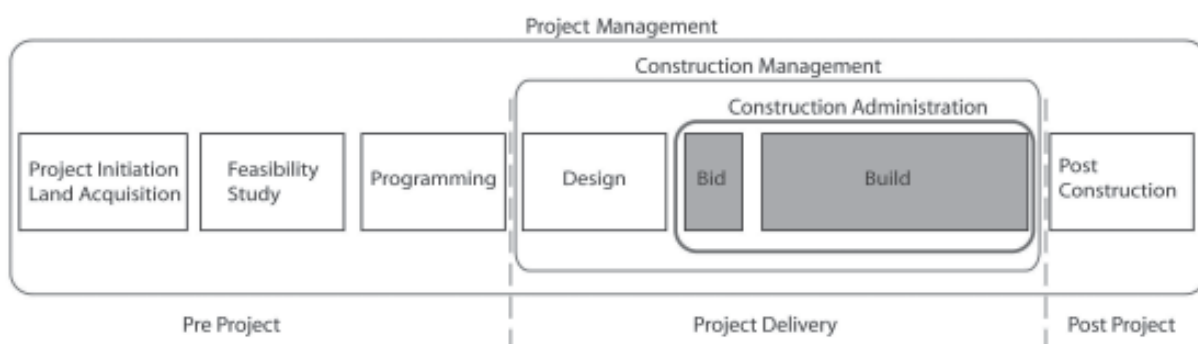 Project Management
Construction Management
Construction Administration
Project Initiation
Land Acquisition
Feasibility
Study
Programming
Design
Bid
Build
Post
Construction
Pre Project
Project Delivery
Post Project